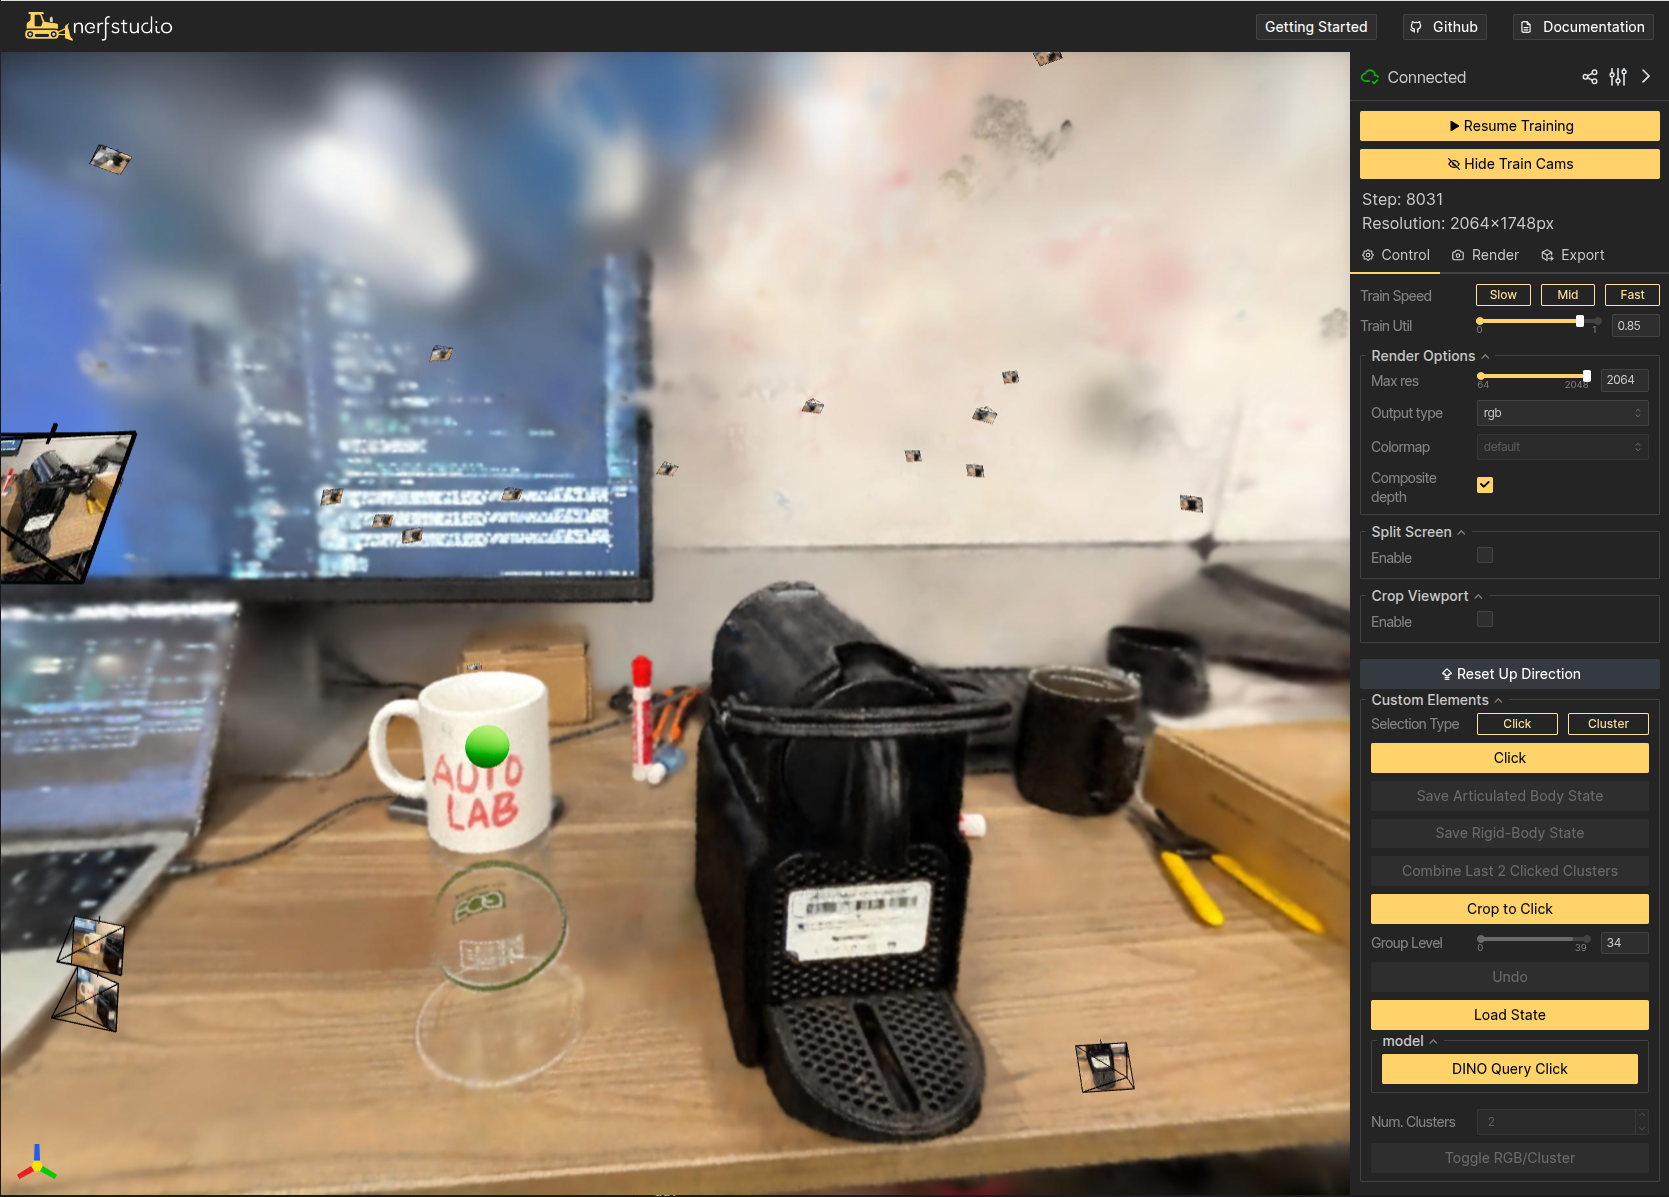 nerfstudio
Getting Started
Github
Documentation
Connected
Resume Training
Hide Train Cams
Step: 8031
Resolution: 2064×1748px
Control
Render
Export
Train Speed
Slow
Mid
Fast
Train Util
0
1
0.85
Render Options
Max res
64
2048
2064
Output type
rgb
Colormap
default
Composite
depth
Split Screen
Enable
Crop Viewport
Enable
Reset Up Direction
Custom Elements
Selection Type
Click
Cluster
Click
Save Articulated Body State
Save Rigid-Body State
Combine Last 2 Clicked Clusters
Crop to Click
Group Level
0
39
34
Undo
Load State
model
DINO Query Click
Num. Clusters
2
Toggle RGB/Cluster
AUTO
LAB